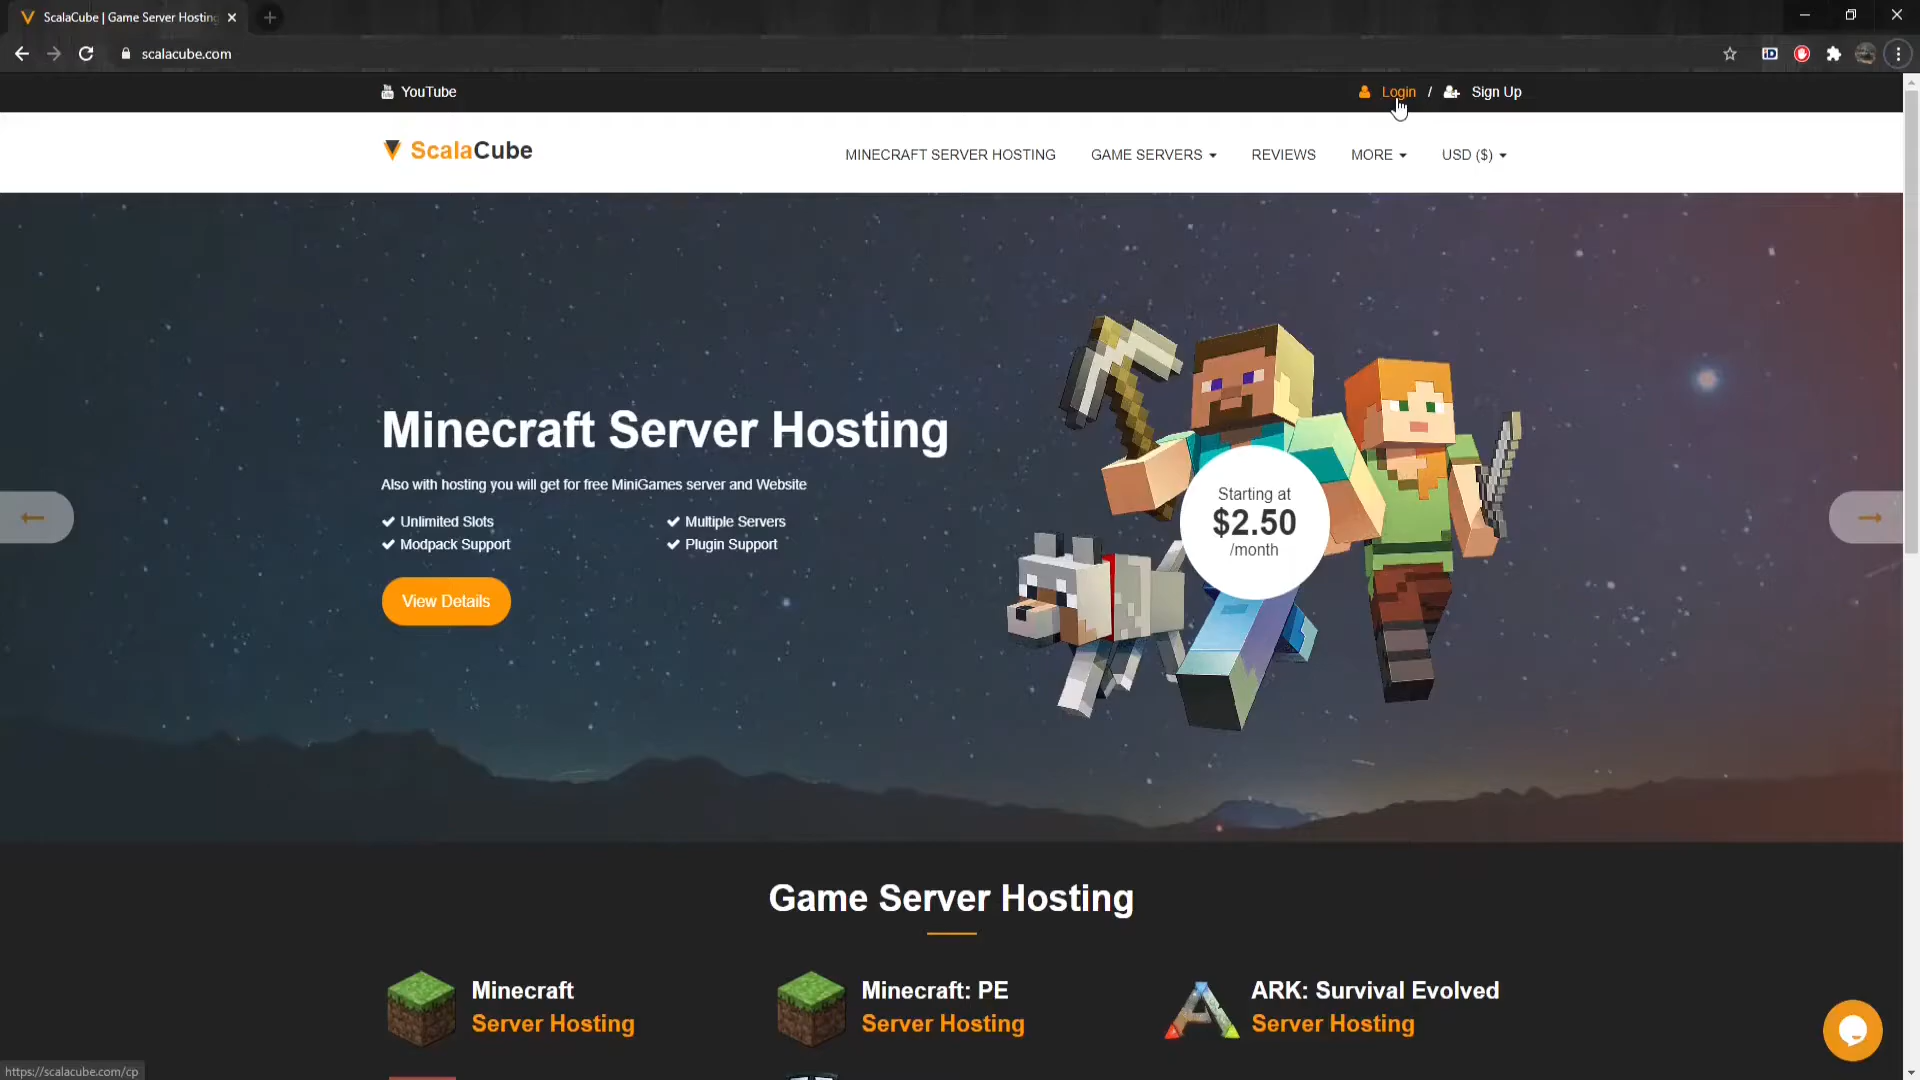 ScalaCube | Game Server Hosting
scalacube.com
YouTube
Login / Sign Up
ScalaCube
MINECRAFT SERVER HOSTING GAME SERVERS REVIEWS MORE USD ($)
Minecraft Server Hosting
Also with hosting you will get for free MiniGames server and Website
Unlimited Slots Multiple Servers
Modpack Support Plugin Support
View Details
Starting at
$2.50
/month
Game Server Hosting
Minecraft
Server Hosting
Minecraft: PE
Server Hosting
ARK: Survival Evolved
Server Hosting
https://scalacube.com/cp